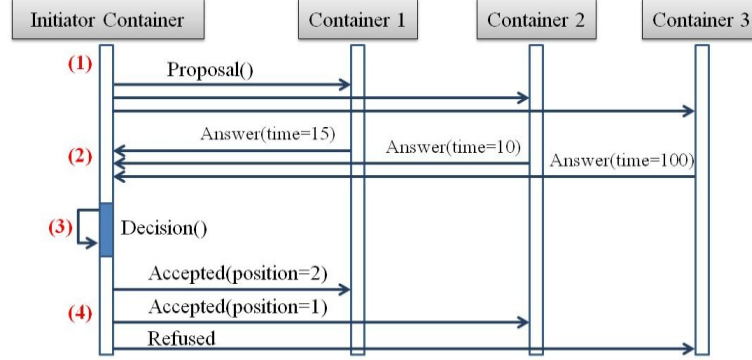 Initiator Container
Container 1
Container 2
Container 3
(1)
Proposal()
Answer(time=15)
(2)
Answer(time=10)
Answer(time=100)
(3)
Decision()
Accepted(position=2)
(4)
Accepted(position=1)
Refused